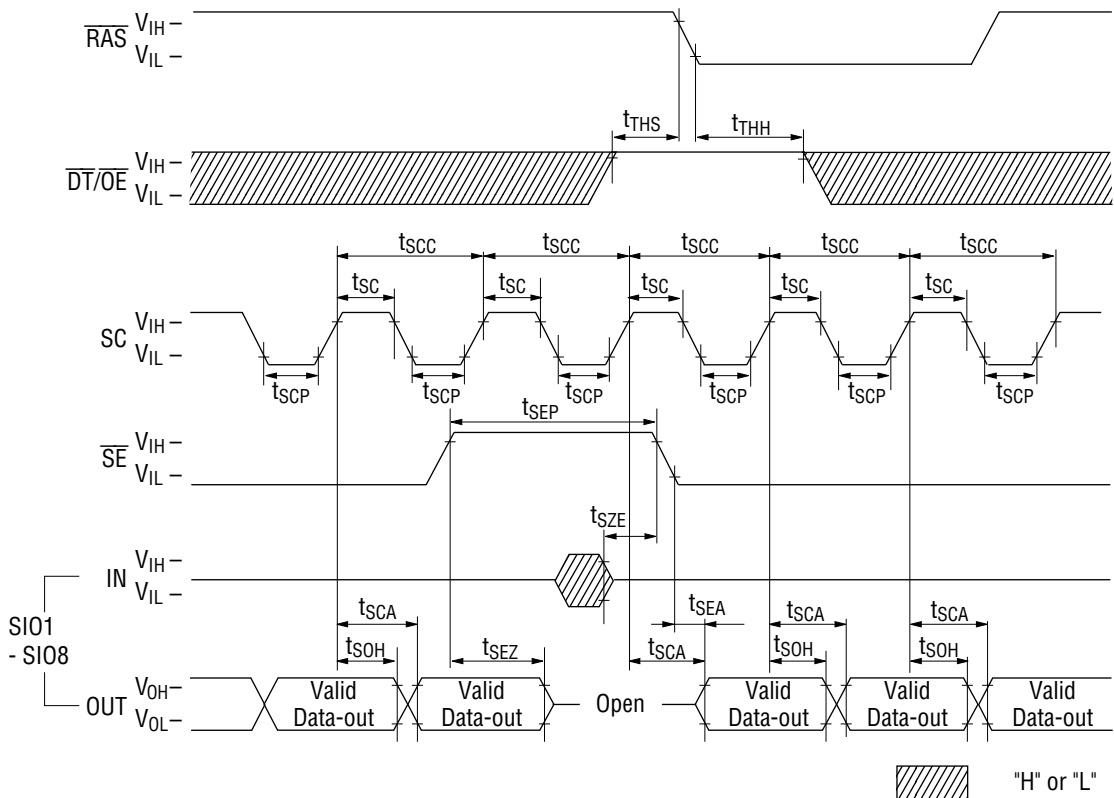 RAS VIH –
VIL –
tTHS tTHH
DT/OE VIH –
VIL –
tSCC tSCC tSCC tSCC tSCC
tSC tSC tSC tSC tSC
SC VIH –
VIL –
tSCP tSCP tSCP tSCP tSCP tSCP
tSEP
SE VIH –
VIL –
tSZE
IN VIH –
VIL –
SIO1
- SIO8
tSCA tSEA tSCA tSCA
tSOH tSEZ tSCA tSOH tSOH
OUT VOH–
VOL–
Valid Data-out
Valid Data-out
Open
Valid Data-out
Valid Data-out
Valid Data-out
"H" or "L"